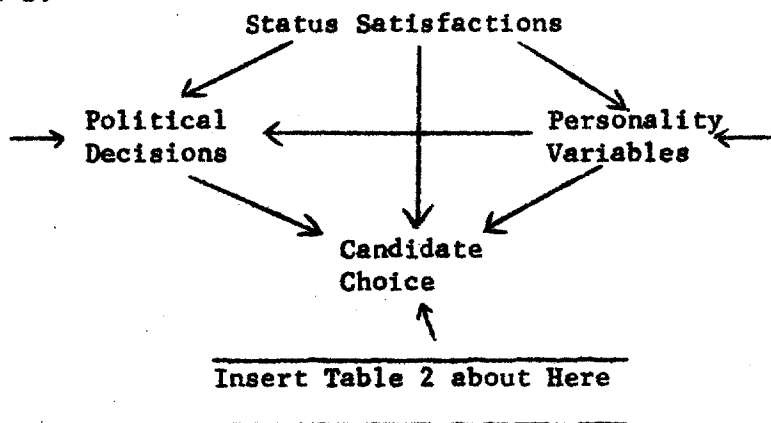 Status Satisfactions
Political
Decisions
Personality
Variables
Candidate
Choice
Insert Table 2 about Here